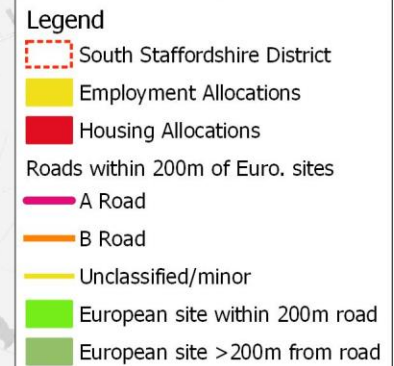 Legend
South Staffordshire District
Employment Allocations
Housing Allocations
Roads within 200m of Euro. sites
A Road
B Road
Unclassified/minor
European site within 200m road
European site >200m from road